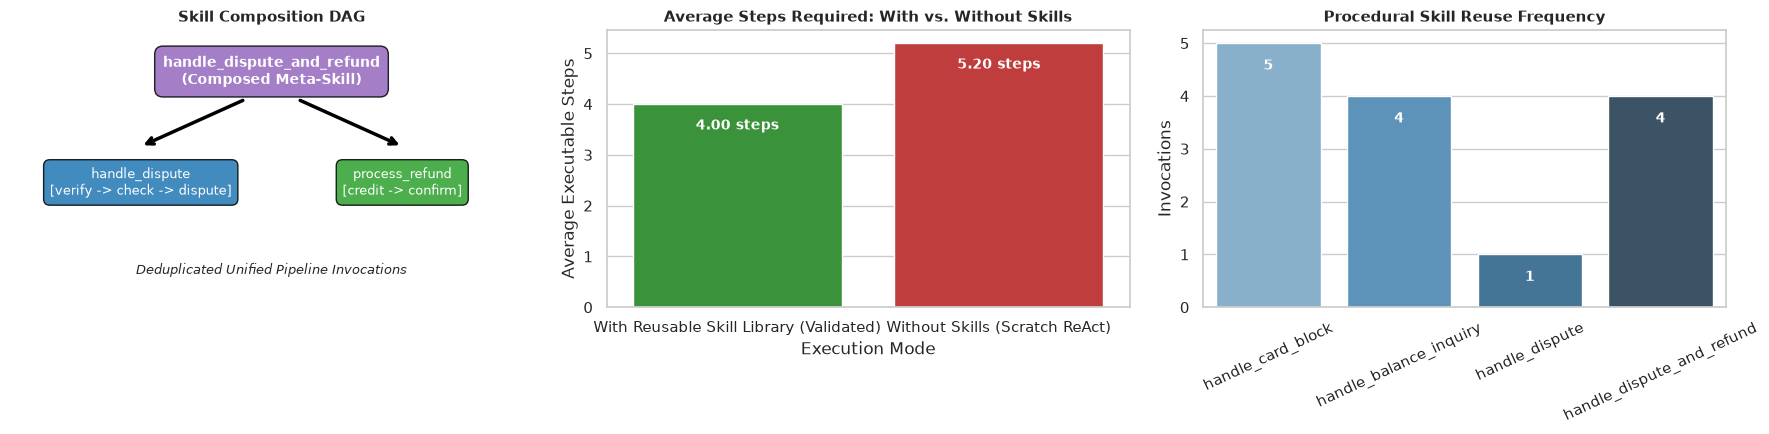 Skill Composition DAG
handle_dispute_and_refund
(Composed Meta-Skill)
handle_dispute
[verify -> check -> dispute]
process_refund
[credit -> confirm]
Deduplicated Unified Pipeline Invocations
Average Steps Required: With vs. Without Skills
Average Executable Steps
5
4
3
2
1
0
4.00 steps
5.20 steps
With Reusable Skill Library (Validated)
Without Skills (Scratch ReAct)
Execution Mode
Procedural Skill Reuse Frequency
Invocations
5
4
3
2
1
0
5
4
1
4
handle_card_block
handle_balance_inquiry
handle_dispute
handle_dispute_and_refund